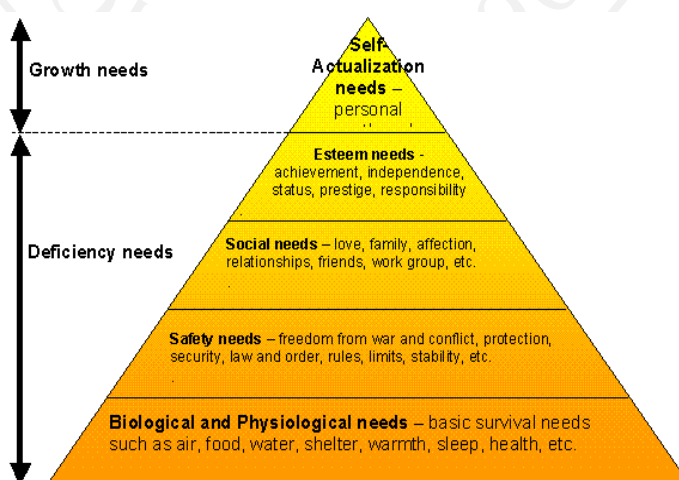 Growth needs
Self-
Actualization
needs –
personal
Esteem needs -
achievement, independence,
status, prestige, responsibility
Deficiency needs
Social needs – love, family, affection,
relationships, friends, work group, etc.
Safety needs – freedom from war and conflict, protection,
security, law and order, rules, limits, stability, etc.
Biological and Physiological needs – basic survival needs
such as air, food, water, shelter, warmth, sleep, health, etc.